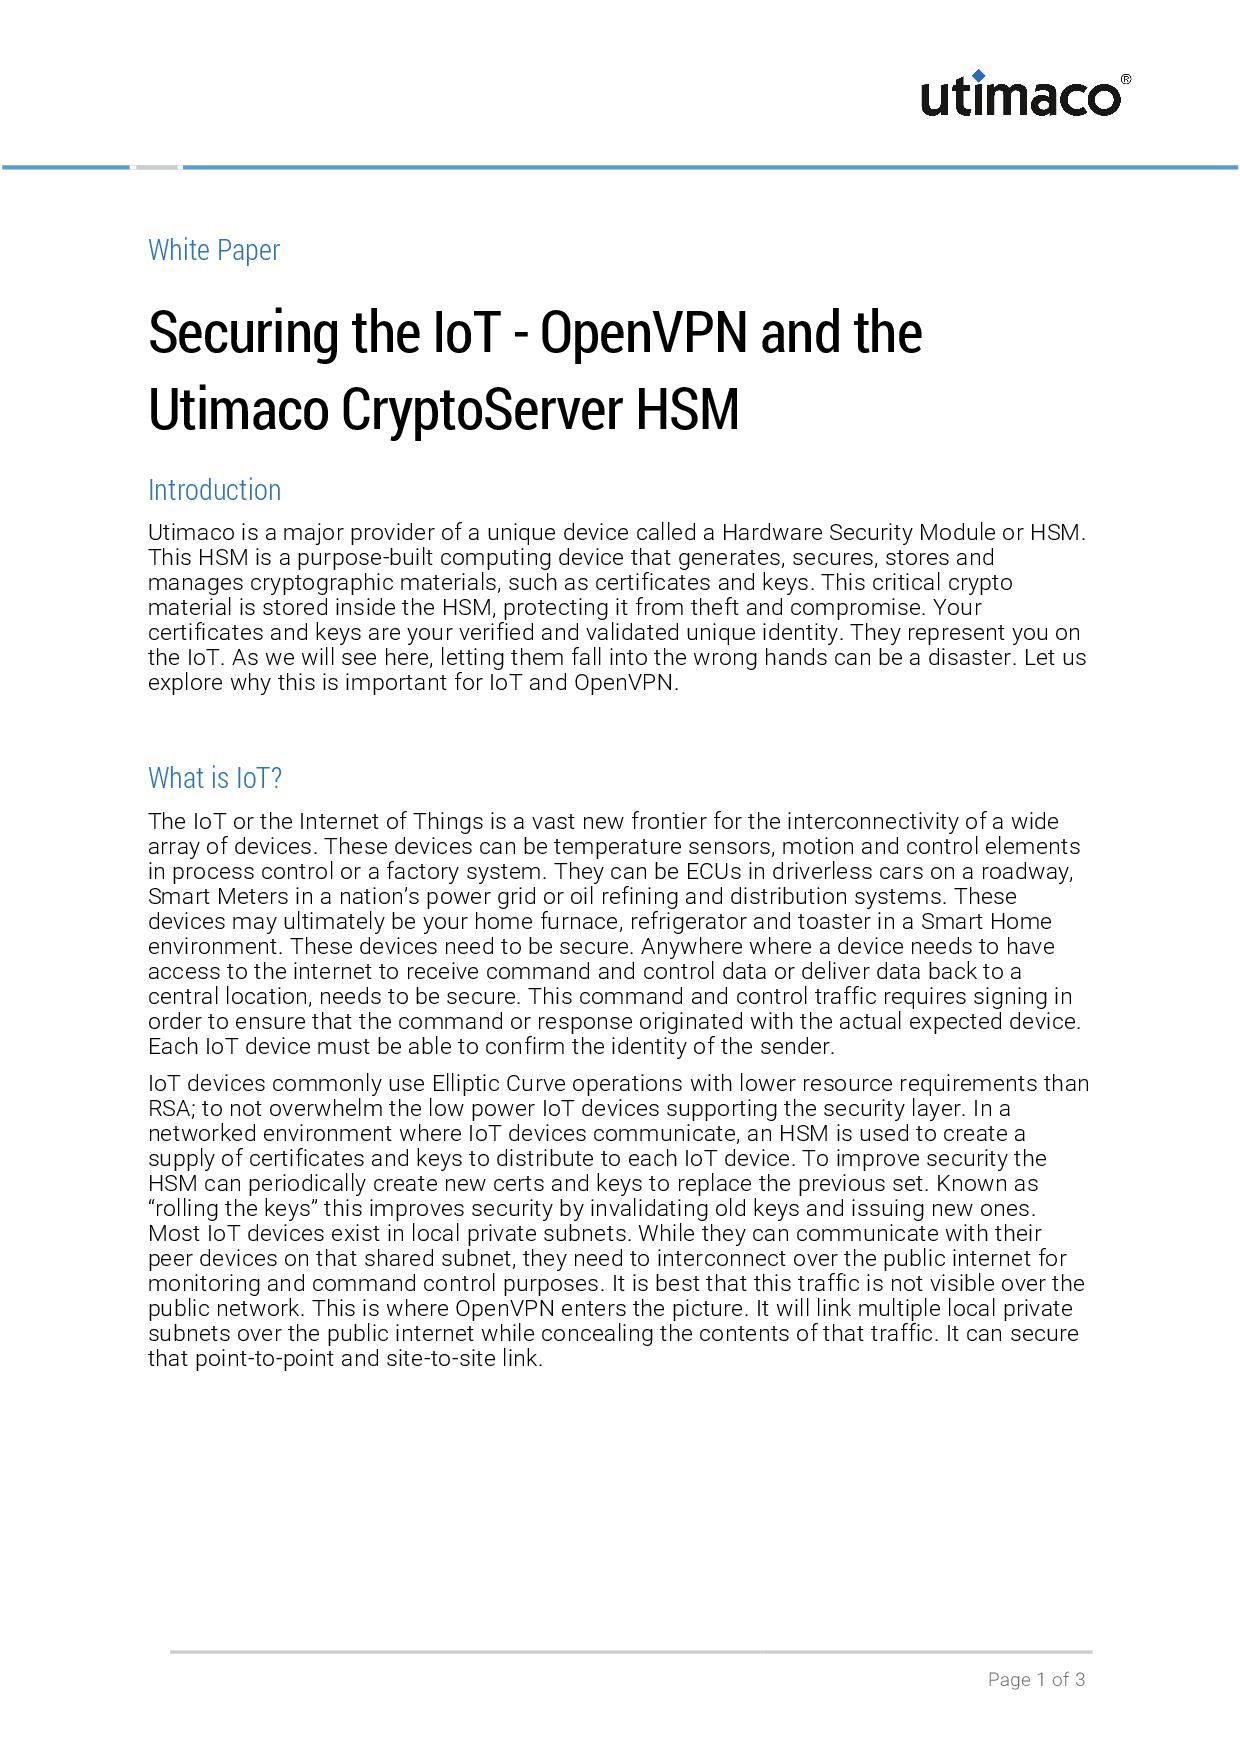 utimaco®
White Paper
Securing the IoT - OpenVPN and the
Utimaco CryptoServer HSM
Introduction
Utimaco is a major provider of a unique device called a Hardware Security Module or HSM.
This HSM is a purpose-built computing device that generates, secures, stores and
manages cryptographic materials, such as certificates and keys. This critical crypto
material is stored inside the HSM, protecting it from theft and compromise. Your
certificates and keys are your verified and validated unique identity. They represent you on
the IoT. As we will see here, letting them fall into the wrong hands can be a disaster. Let us
explore why this is important for IoT and OpenVPN.
What is IoT?
The IoT or the Internet of Things is a vast new frontier for the interconnectivity of a wide
array of devices. These devices can be temperature sensors, motion and control elements
in process control or a factory system. They can be ECUs in driverless cars on a roadway,
Smart Meters in a nation’s power grid or oil refining and distribution systems. These
devices may ultimately be your home furnace, refrigerator and toaster in a Smart Home
environment. These devices need to be secure. Anywhere where a device needs to have
access to the internet to receive command and control data or deliver data back to a
central location, needs to be secure. This command and control traffic requires signing in
order to ensure that the command or response originated with the actual expected device.
Each IoT device must be able to confirm the identity of the sender.
IoT devices commonly use Elliptic Curve operations with lower resource requirements than
RSA; to not overwhelm the low power IoT devices supporting the security layer. In a
networked environment where IoT devices communicate, an HSM is used to create a
supply of certificates and keys to distribute to each IoT device. To improve security the
HSM can periodically create new certs and keys to replace the previous set. Known as
“rolling the keys” this improves security by invalidating old keys and issuing new ones.
Most IoT devices exist in local private subnets. While they can communicate with their
peer devices on that shared subnet, they need to interconnect over the public internet for
monitoring and command control purposes. It is best that this traffic is not visible over the
public network. This is where OpenVPN enters the picture. It will link multiple local private
subnets over the public internet while concealing the contents of that traffic. It can secure
that point-to-point and site-to-site link.
Page 1 of 3